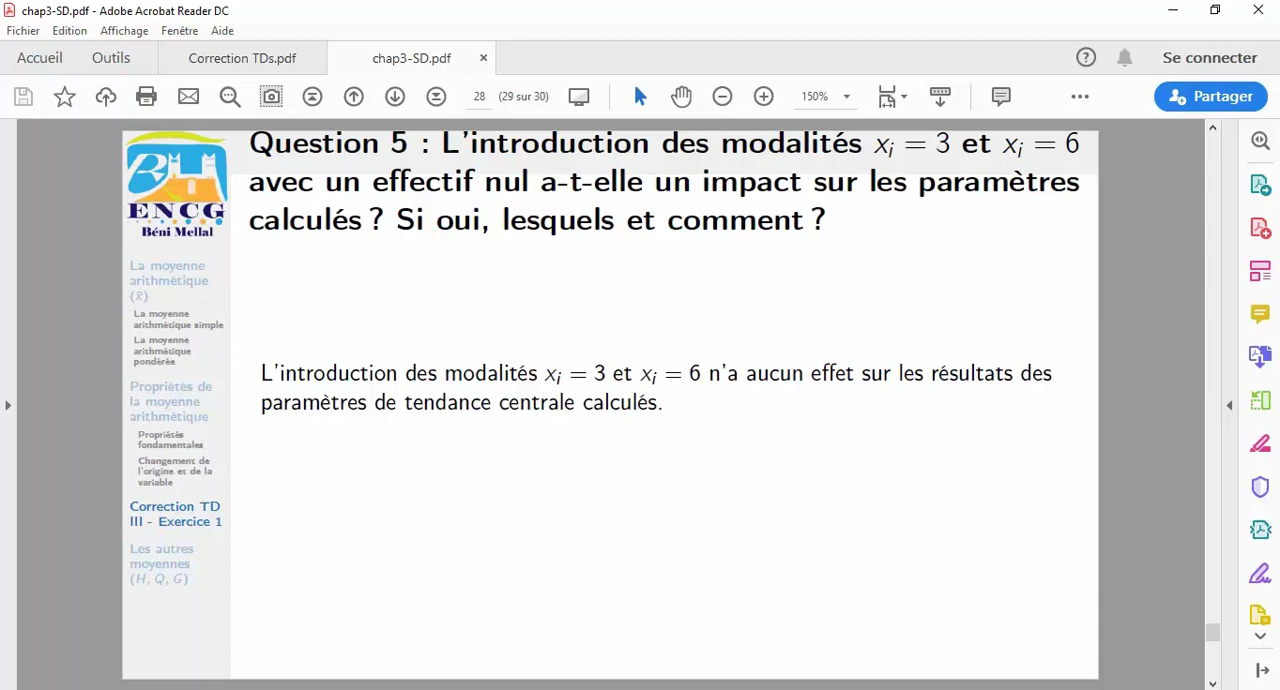 chap3-SD.pdf - Adobe Acrobat Reader DC
Fichier Edition Affichage Fenêtre Aide
Accueil Outils Correction TDs.pdf chap3-SD.pdf × Se connecter
28 (29 sur 30) 150% Partager
Question 5 : L'introduction des modalités xᵢ = 3 et xᵢ = 6
avec un effectif nul a-t-elle un impact sur les paramètres
calculés ? Si oui, lesquels et comment ?
ENCG
Béni Mellal
La moyenne
arithmétique
(x̄)
La moyenne
arithmétique simple
La moyenne
arithmétique
pondérée
Propriétés de
la moyenne
arithmétique
Propriétés
fondamentales
Changement de
l'origine et de la
variable
Correction TD
III - Exercice 1
Les autres
moyennes
(H, Q, G)
L'introduction des modalités xᵢ = 3 et xᵢ = 6 n'a aucun effet sur les résultats des
paramètres de tendance centrale calculés.